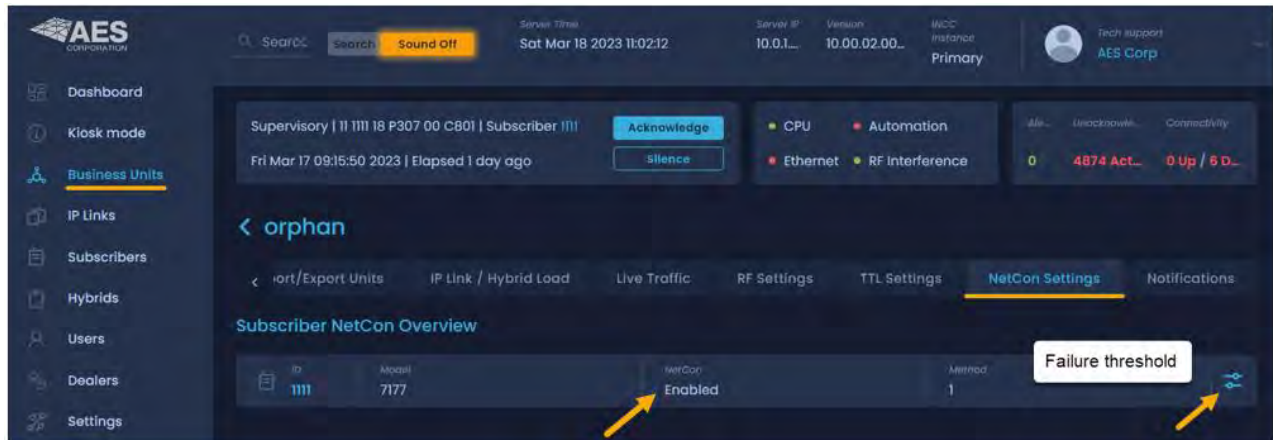 AES
CORPORATION
Search
Sound Off
Server Time
Sat Mar 18 2023 11:02:12
Server IP
10.0.1...
Version
10.00.02.00...
INCC Instance
Primary
Tech support
AES Corp
Dashboard
Kiosk mode
Business Units
IP Links
Subscribers
Hybrids
Users
Dealers
Settings
Supervisory | 11 1111 18 P307 00 C801 | Subscriber 1111
Fri Mar 17 09:15:50 2023 | Elapsed 1 day ago
Acknowledge
Silence
CPU
Automation
Ethernet
RF Interference
Ale...
0
Unacknowle...
4874 Act...
Connectivity
0 Up / 6 D...
< orphan
< ort/Export Units
IP Link / Hybrid Load
Live Traffic
RF Settings
TTL Settings
NetCon Settings
Notifications
Subscriber NetCon Overview
ID
1111
Model
7177
NetCon
Enabled
Method
1
Failure threshold